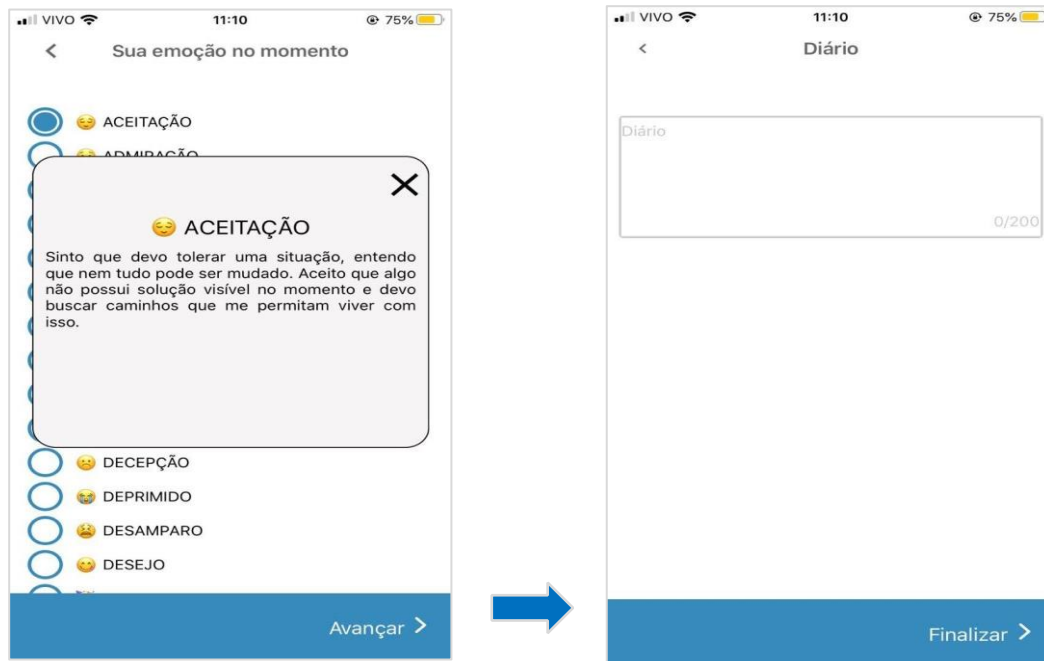 VIVO 11:10 75%
Sua emoção no momento
ACEITAÇÃO
ADMIRAÇÃO
ACEITAÇÃO
Sinto que devo tolerar uma situação, entendo
que nem tudo pode ser mudado. Aceito que algo
não possui solução visível no momento e devo
buscar caminhos que me permitam viver com
isso.
DECEPÇÃO
DEPRIMIDO
DESAMPARO
DESEJO
Avançar >
VIVO 11:10 75%
Diário
Diário
0/200
Finalizar >